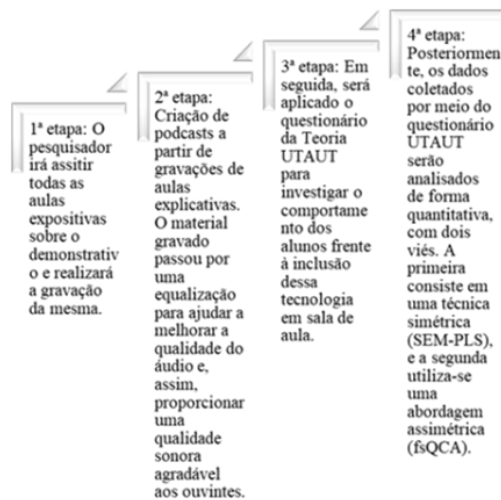 1ª etapa: O
pesquisador
irá assitir
todas as
aulas
expositivas
sobre o
demonstrativ
o e realizará
a gravação
da mesma.
2ª etapa:
Criação de
podcasts a
partir de
gravações de
aulas
explicativas.
O material
gravado
passou por
uma
equalização
para ajudar a
melhorar a
qualidade do
áudio e,
assim,
proporcionar
uma
qualidade
sonora
agradável
aos ouvintes.
3ª etapa: Em
seguida, será
aplicado o
questionário
da Teoria
UTAUT
para
investigar o
comportame
nto dos
alunos frente
à inclusão
dessa
tecnologia
em sala de
aula.
4ª etapa:
Posteriormen
te, os dados
coletados
por meio do
questionário
UTAUT
serão
analisados
de forma
quantitativa,
com dois
viés. A
primeira
consiste em
uma técnica
simétrica
(SEM-PLS),
e a segunda
utiliza-se
uma
abordagem
assimétrica
(fsQCA).